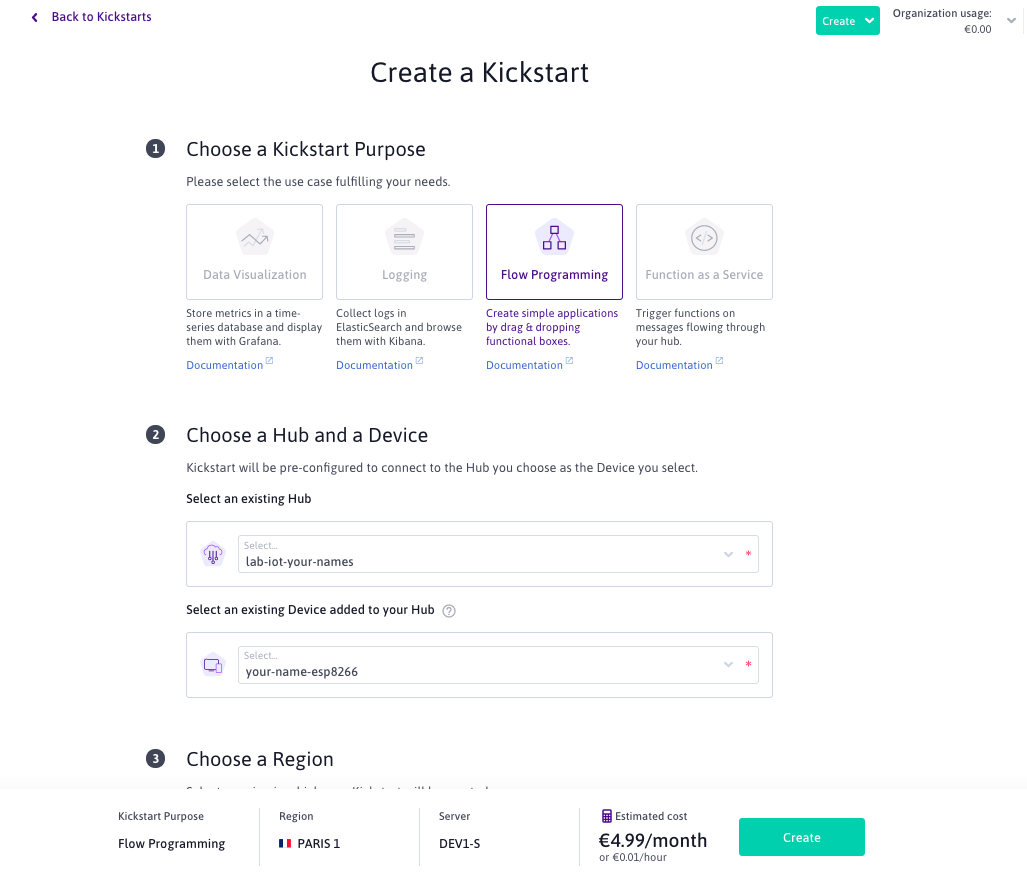 Back to Kickstarts
Create
Organization usage:
€0.00
Create a Kickstart
1
Choose a Kickstart Purpose
Please select the use case fulfilling your needs.
Data Visualization
Logging
Flow Programming
Function as a Service
Store metrics in a time-
series database and display
them with Grafana.
Documentation
Collect logs in
ElasticSearch and browse
them with Kibana.
Documentation
Create simple applications
by drag & dropping
functional boxes.
Documentation
Trigger functions on
messages flowing through
your hub.
Documentation
2
Choose a Hub and a Device
Kickstart will be pre-configured to connect to the Hub you choose as the Device you select.
Select an existing Hub
Select...
lab-iot-your-names
*
Select an existing Device added to your Hub ?
Select...
your-name-esp8266
*
3
Choose a Region
Kickstart Purpose
Flow Programming
Region
PARIS 1
Server
DEV1-S
Estimated cost
€4.99/month
or €0.01/hour
Create